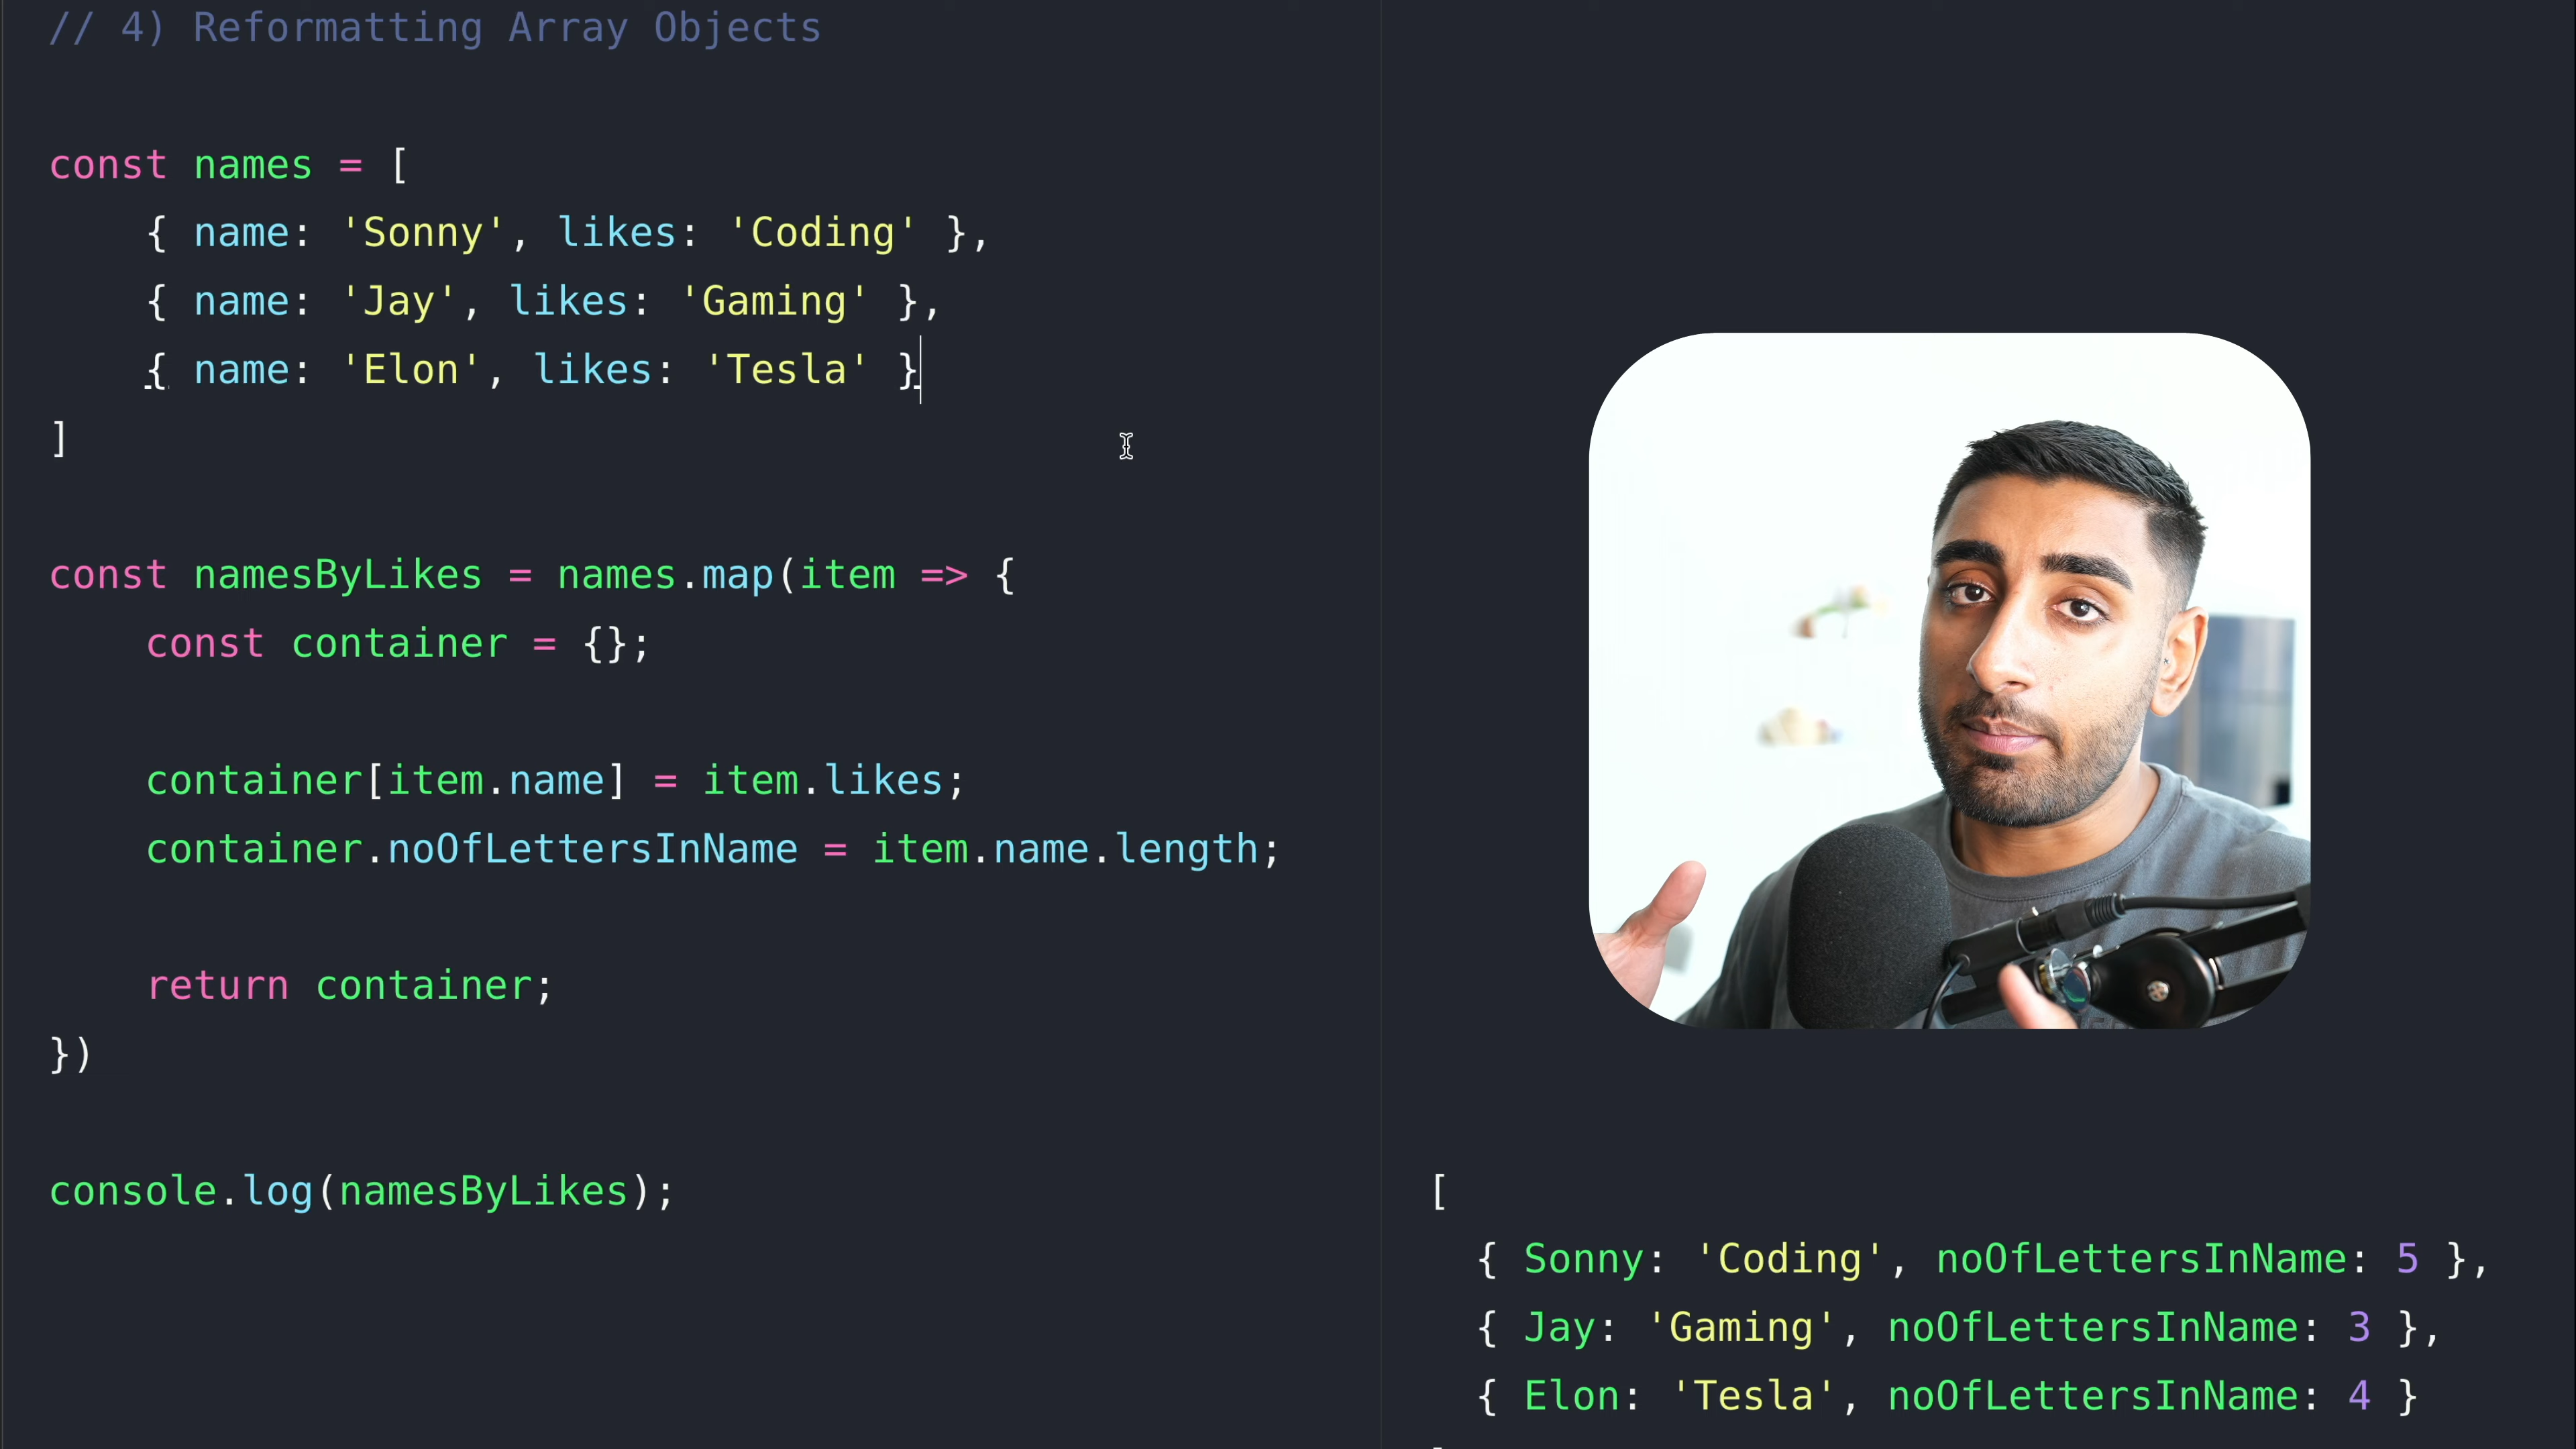 // 4) Reformatting Array Objects
const names = [
    { name: 'Sonny', likes: 'Coding' },
    { name: 'Jay', likes: 'Gaming' },
    { name: 'Elon', likes: 'Tesla' }
]
const namesByLikes = names.map(item => {
    const container = {};
    container[item.name] = item.likes;
    container.noOfLettersInName = item.name.length;
    return container;
})
console.log(namesByLikes);
[
  { Sonny: 'Coding', noOfLettersInName: 5 },
  { Jay: 'Gaming', noOfLettersInName: 3 },
  { Elon: 'Tesla', noOfLettersInName: 4 }